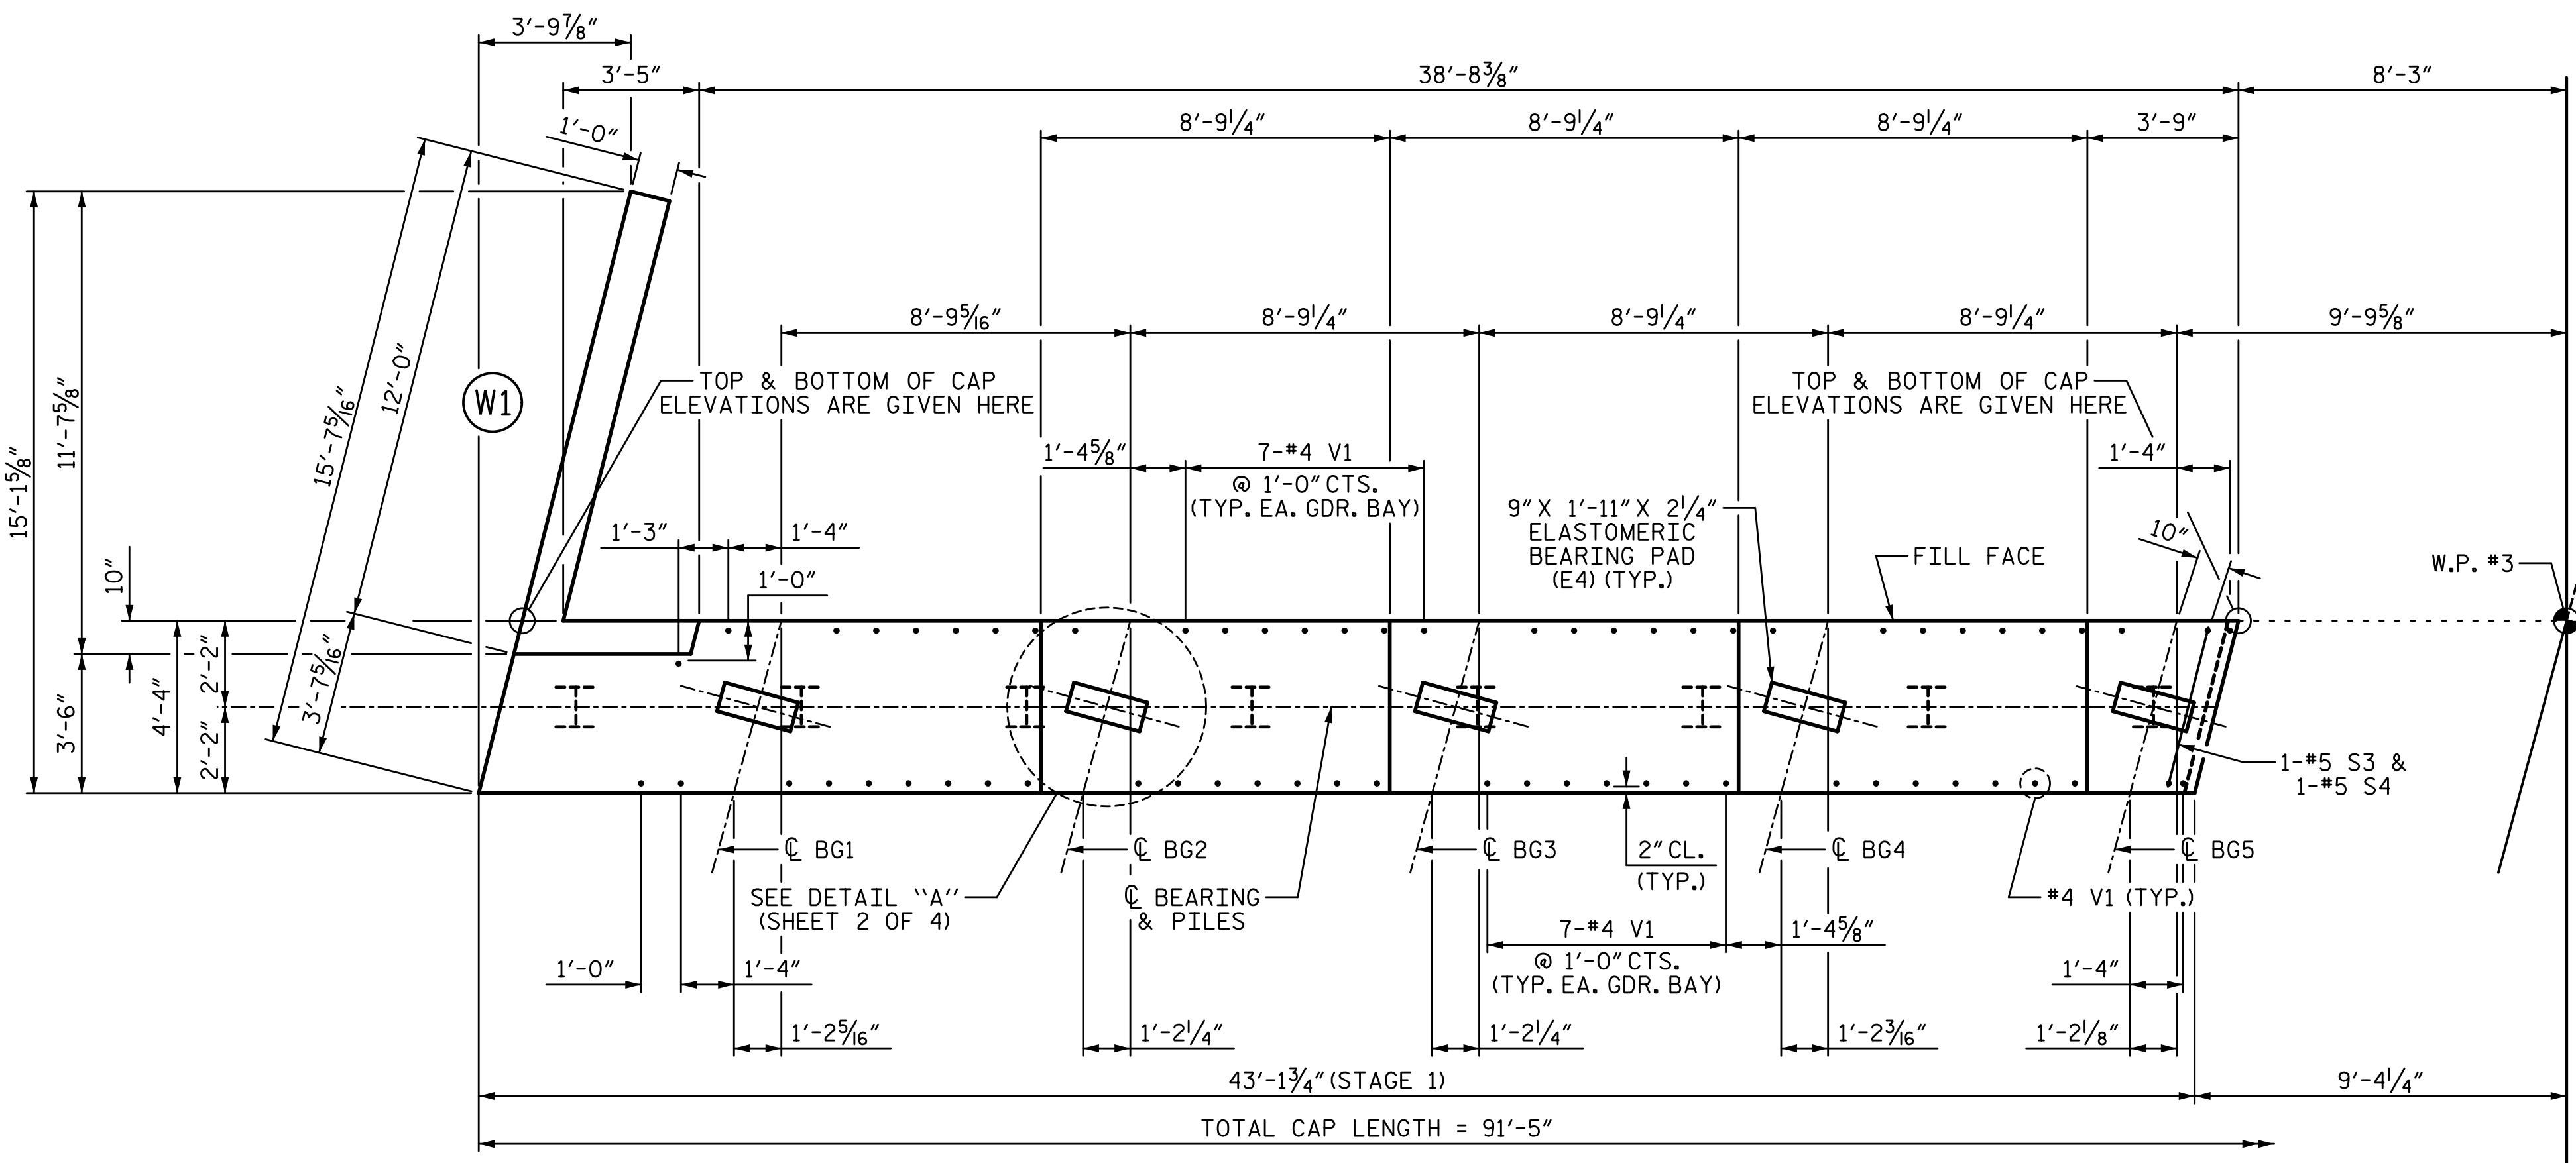 3'-9⅞"
3'-5"
38'-8⅜"
8'-3"
1'-0"
8'-9¼"
8'-9¼"
8'-9¼"
3'-9"
8'-9⁵⁄₁₆"
8'-9¼"
8'-9¼"
8'-9¼"
9'-9⅝"
W1
TOP & BOTTOM OF CAP
ELEVATIONS ARE GIVEN HERE
TOP & BOTTOM OF CAP
ELEVATIONS ARE GIVEN HERE
15'-1⅝"
11'-7⅝"
15'-7⁵⁄₁₆"
12'-0"
1'-4⅝"
7-#4 V1
@ 1'-0" CTS.
(TYP. EA. GDR. BAY)
1'-4"
9" X 1'-11" X 2¼"
ELASTOMERIC
BEARING PAD
(E4) (TYP.)
FILL FACE
10"
W.P. #3
1'-3"
1'-4"
1'-0"
10"
3'-6"
4'-4"
2'-2"
2'-2"
3'-7⁵⁄₁₆"
1-#5 S3 &
1-#5 S4
℄ BG1
℄ BG2
℄ BG3
℄ BG4
℄ BG5
SEE DETAIL "A"
(SHEET 2 OF 4)
℄ BEARING
& PILES
2" CL.
(TYP.)
#4 V1 (TYP.)
7-#4 V1
@ 1'-0" CTS.
(TYP. EA. GDR. BAY)
1'-4⅝"
1'-0"
1'-4"
1'-4"
1'-2⁵⁄₁₆"
1'-2¼"
1'-2¼"
1'-2³⁄₁₆"
1'-2⅛"
43'-1¾" (STAGE 1)
9'-4¼"
TOTAL CAP LENGTH = 91'-5"